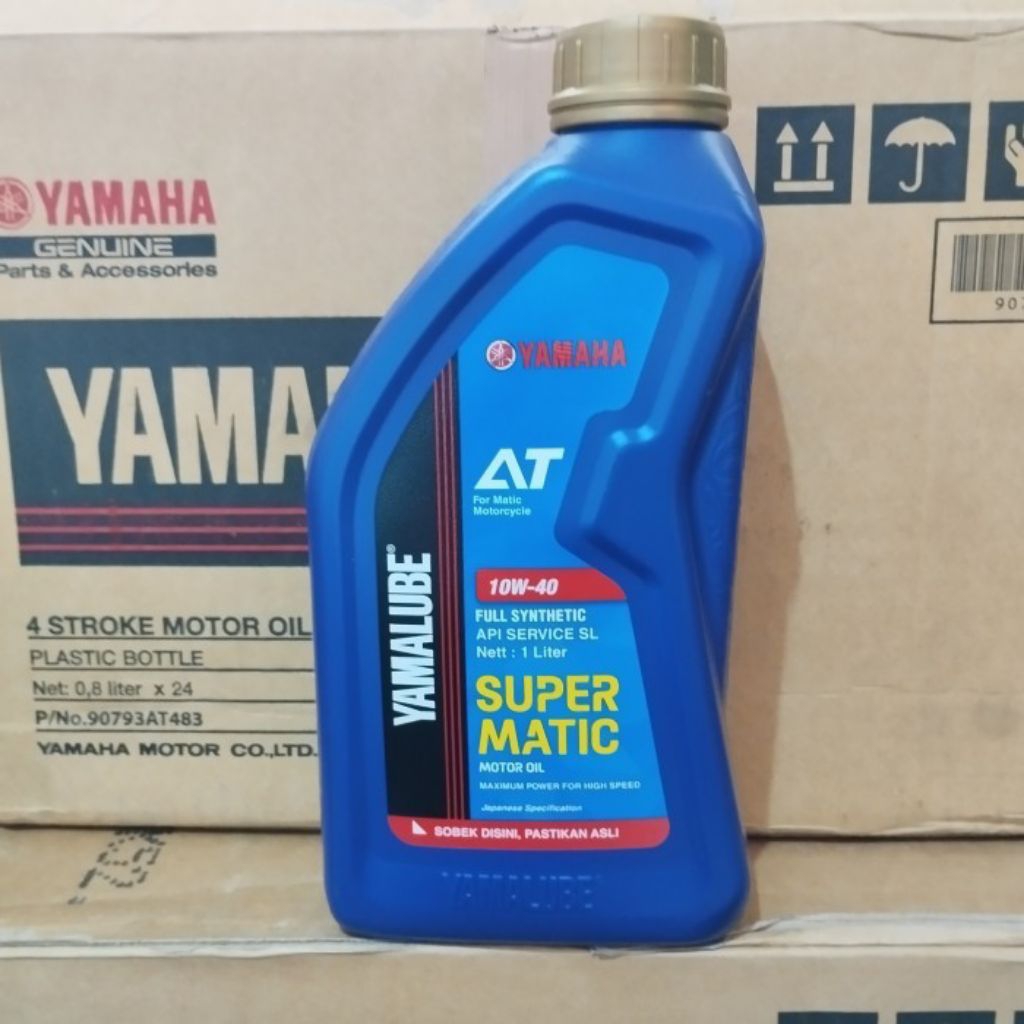 YAMAHA
GENUINE
Parts & Accessories
YAMA
4 STROKE MOTOR OIL
PLASTIC BOTTLE
Net: 0,8 liter x 24
P/No.90793AT483
YAMAHA MOTOR CO.,LTD.
YAMAHA
AT
For Matic
Motorcycle
YAMALUBE®
10W-40
FULL SYNTHETIC
API SERVICE SL
Nett : 1 Liter
SUPER
MATIC
MOTOR OIL
MAXIMUM POWER FOR HIGH SPEED
Japanese Specification
SOBEK DISINI, PASTIKAN ASLI
YAMALUBE